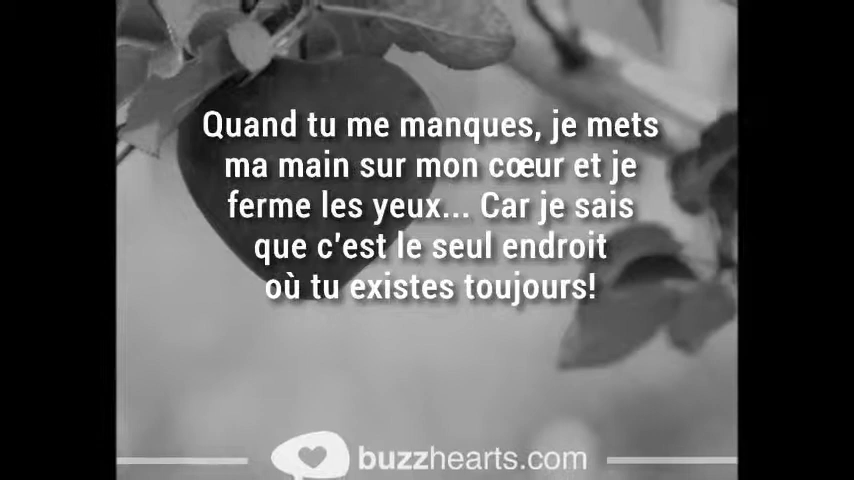 Quand tu me manques, je mets
ma main sur mon cœur et je
ferme les yeux... Car je sais
que c'est le seul endroit
où tu existes toujours!
buzzhearts.com